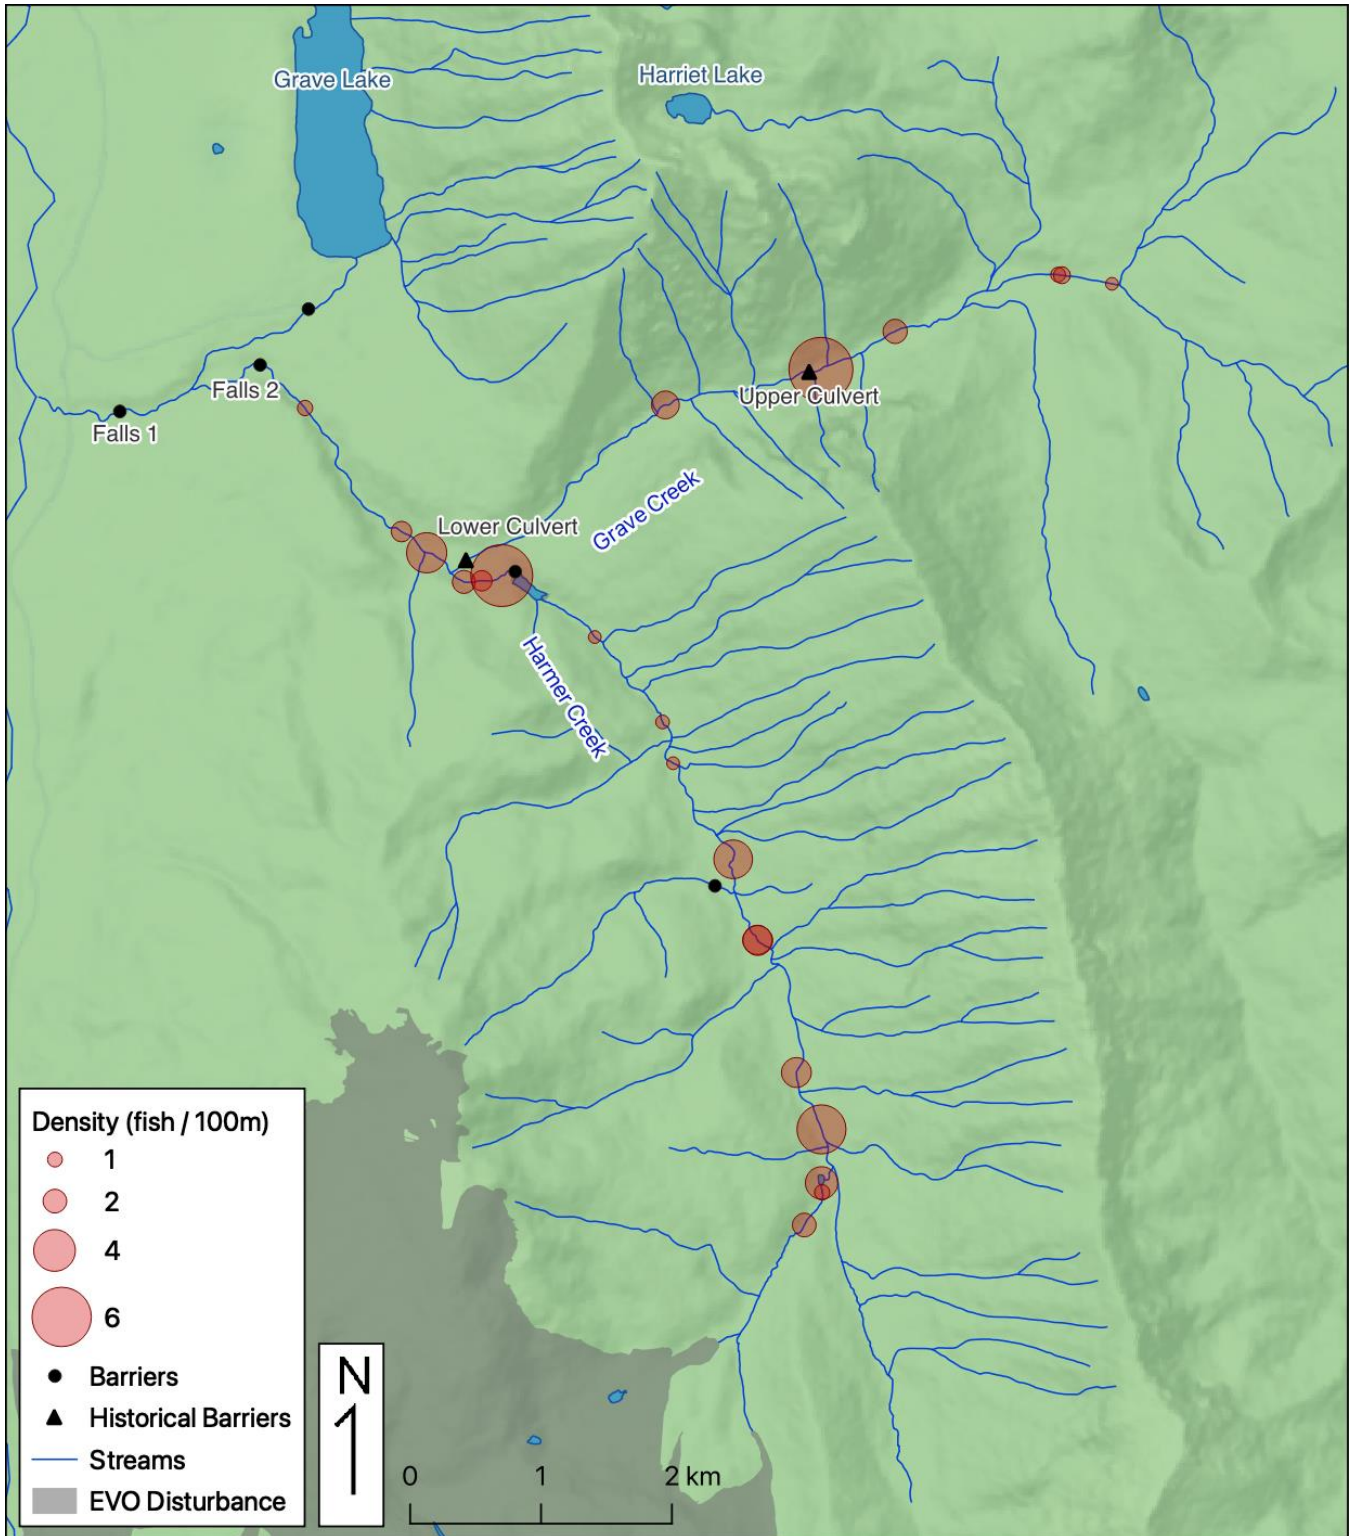 Grave Lake
Harriet Lake
Falls 2
Upper Culvert
Falls 1
Grave Creek
Lower Culvert
Harmer Creek
Density (fish / 100m)
1
2
4
6
Barriers
Historical Barriers
Streams
EVO Disturbance
N
0 1 2 km